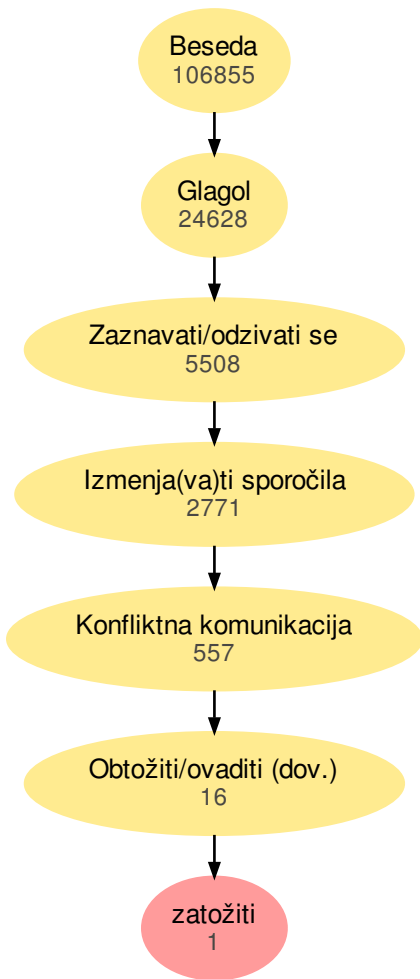 Beseda
106855
Glagol
24628
Zaznavati/odzivati se
5508
Izmenja(va)ti sporočila
2771
Konfliktna komunikacija
557
Obtožiti/ovaditi (dov.)
16
zatožiti
1